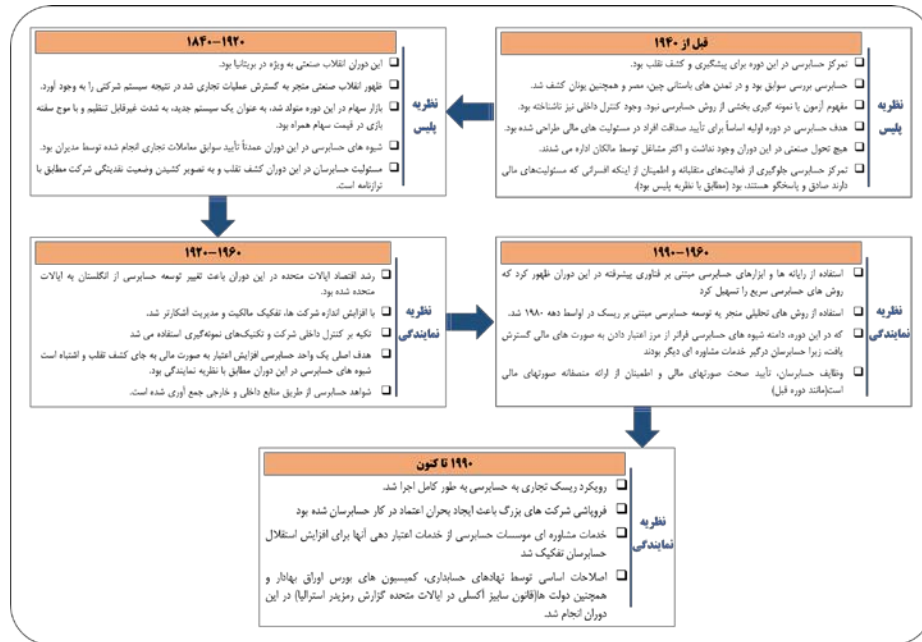 قبل از ۱۹۴۰
نظریه
پلیس
تمرکز حسابرسی در این دوره برای پیشگیری و کشف تقلب بود.
حسابرسی بررسی سوابق بود و در تمدن های باستانی چین، مصر و همچنین یونان کشف شد.
مفهوم آزمون یا نمونه گیری بخشی از روش حسابرسی نبود. وجود کنترل داخلی نیز ناشناخته بود.
هدف حسابرسی در دوره اولیه اساساً برای تأیید صداقت افراد در مسئولیت های مالی طراحی شده بود.
هیچ تحول صنعتی در این دوران وجود نداشت و اکثر مشاغل توسط مالکان اداره می شدند.
تمرکز حسابرسی جلوگیری از فعالیت‌های متقلبانه و اطمینان از اینکه افسرانی که مسئولیت‌های مالی
دارند صادق و پاسخگو هستند، بود (مطابق با نظریه پلیس بود).
۱۸۴۰–۱۹۲۰
نظریه
پلیس
این دوران انقلاب صنعتی به ویژه در بریتانیا بود.
ظهور انقلاب صنعتی منجر به گسترش عملیات تجاری شد در نتیجه سیستم شرکتی را به وجود آورد.
بازار سهام در این دوره متولد شد، به عنوان یک سیستم جدید، به شدت غیرقابل تنظیم و با موج سفته
بازی در قیمت سهام همراه بود.
شیوه های حسابرسی در این دوران عمدتاً تأیید سوابق معاملات تجاری انجام شده توسط مدیران بود.
مسئولیت حسابرسان در این دوران کشف تقلب و به تصویر کشیدن وضعیت نقدینگی شرکت مطابق با
ترازنامه است.
۱۹۲۰–۱۹۶۰
نظریه
نمایندگی
رشد اقتصاد ایالات متحده در این دوران باعث تغییر توسعه حسابرسی از انگلستان به ایالات
متحده شده بود.
با افزایش اندازه شرکت ها، تفکیک مالکیت و مدیریت آشکارتر شد.
تکیه بر کنترل داخلی شرکت و تکنیک‌های نمونه‌گیری استفاده می شد
هدف اصلی یک واحد حسابرسی افزایش اعتبار به صورت مالی به جای کشف تقلب و اشتباه است
شیوه های حسابرسی در این دوران مطابق با نظریه نمایندگی بود.
شواهد حسابرسی از طریق منابع داخلی و خارجی جمع آوری شده است.
۱۹۹۰–۱۹۶۰
نظریه
نمایندگی
استفاده از رایانه ها و ابزارهای حسابرسی مبتنی بر فناوری پیشرفته در این دوران ظهور کرد که
روش های حسابرسی سریع را تسهیل کرد
استفاده از روش های تحلیلی منجر به توسعه حسابرسی مبتنی بر ریسک در اواسط دهه ۱۹۸۰ شد.
که در این دوره، دامنه شیوه های حسابرسی فراتر از مرز اعتبار دادن به صورت های مالی گسترش
یافت، زیرا حسابرسان درگیر خدمات مشاوره ای دیگر بودند
وظایف حسابرسان، تأیید صحت صورتهای مالی و اطمینان از ارائه منصفانه صورتهای مالی
است(مانند دوره قبل)
۱۹۹۰ تا کنون
نظریه
نمایندگی
رویکرد ریسک تجاری به حسابرسی به طور کامل اجرا شد.
فروپاشی شرکت های بزرگ باعث ایجاد بحران اعتماد در کار حسابرسان شده بود
خدمات مشاوره ای موسسات حسابرسی از خدمات اعتبار دهی آنها برای افزایش استقلال
حسابرسان تفکیک شد
اصلاحات اساسی توسط نهادهای حسابداری، کمیسیون های بورس اوراق بهادار و
همچنین دولت ها(قانون ساربنز آکسلی در ایالات متحده گزارش رمزیدر استرالیا) در این
دوران انجام شد.